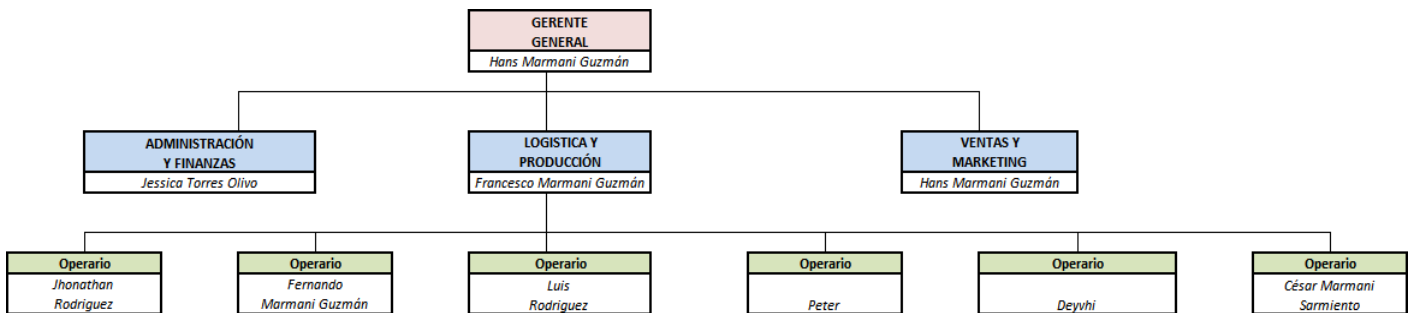 GERENTE
GENERAL
Hans Marmani Guzmán
ADMINISTRACIÓN
Y FINANZAS
Jessica Torres Olivo
LOGISTICA Y
PRODUCCIÓN
Francesco Marmani Guzmán
VENTAS Y
MARKETING
Hans Marmani Guzmán
Operario
Jhonathan
Rodriguez
Operario
Fernando
Marmani Guzmán
Operario
Luis
Rodriguez
Operario
Peter
Operario
Deyvhi
Operario
César Marmani
Sarmiento